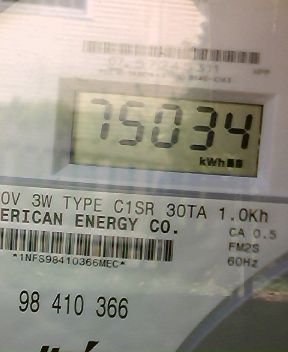 75034
kWh
0V 3W TYPE C1SR 30TA 1.0Kh
ERICAN ENERGY CO.
CA 0.5
FM2S
*1NFS98410366MEC*
60Hz
98 410 366